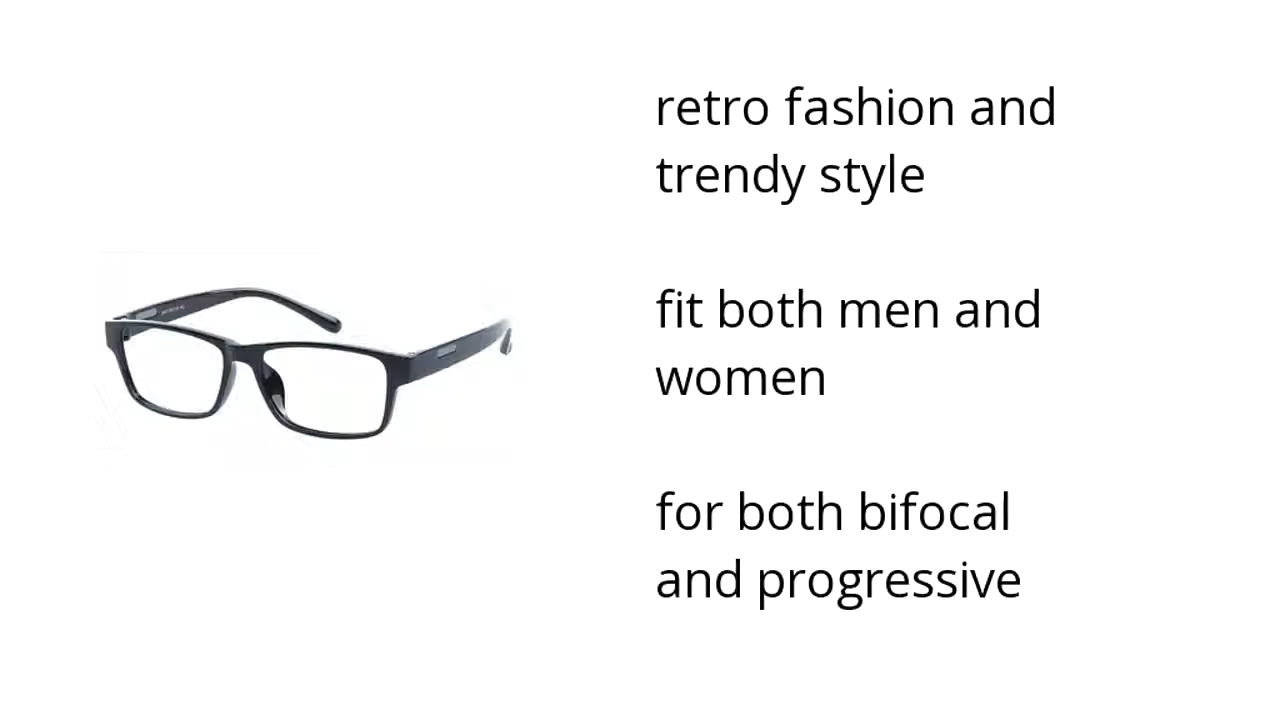 retro fashion and
trendy style
fit both men and
women
for both bifocal
and progressive